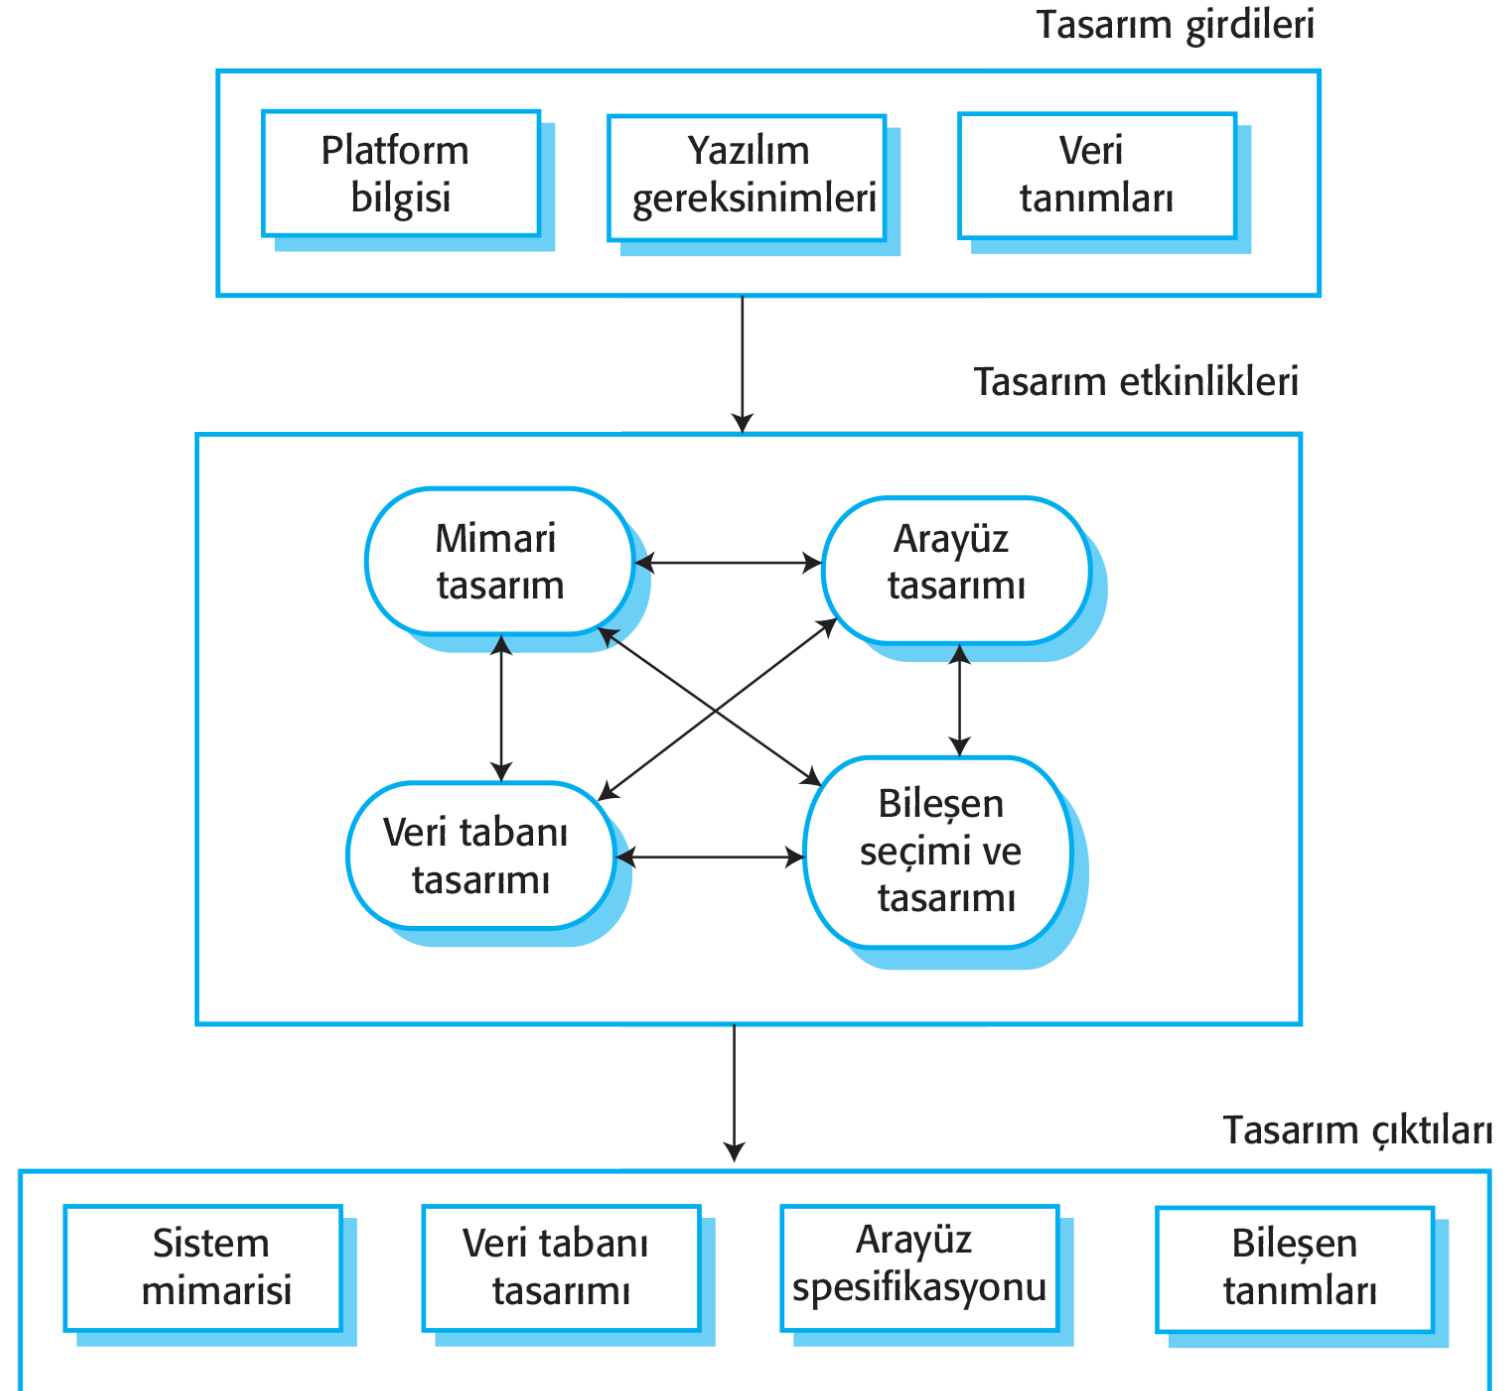 Tasarım girdileri
Platform
bilgisi
Yazılım
gereksinimleri
Veri
tanımları
Tasarım etkinlikleri
Mimari
tasarım
Arayüz
tasarımı
Veri tabanı
tasarımı
Bileşen
seçimi ve
tasarımı
Tasarım çıktıları
Sistem
mimarisi
Veri tabanı
tasarımı
Arayüz
spesifikasyonu
Bileşen
tanımları